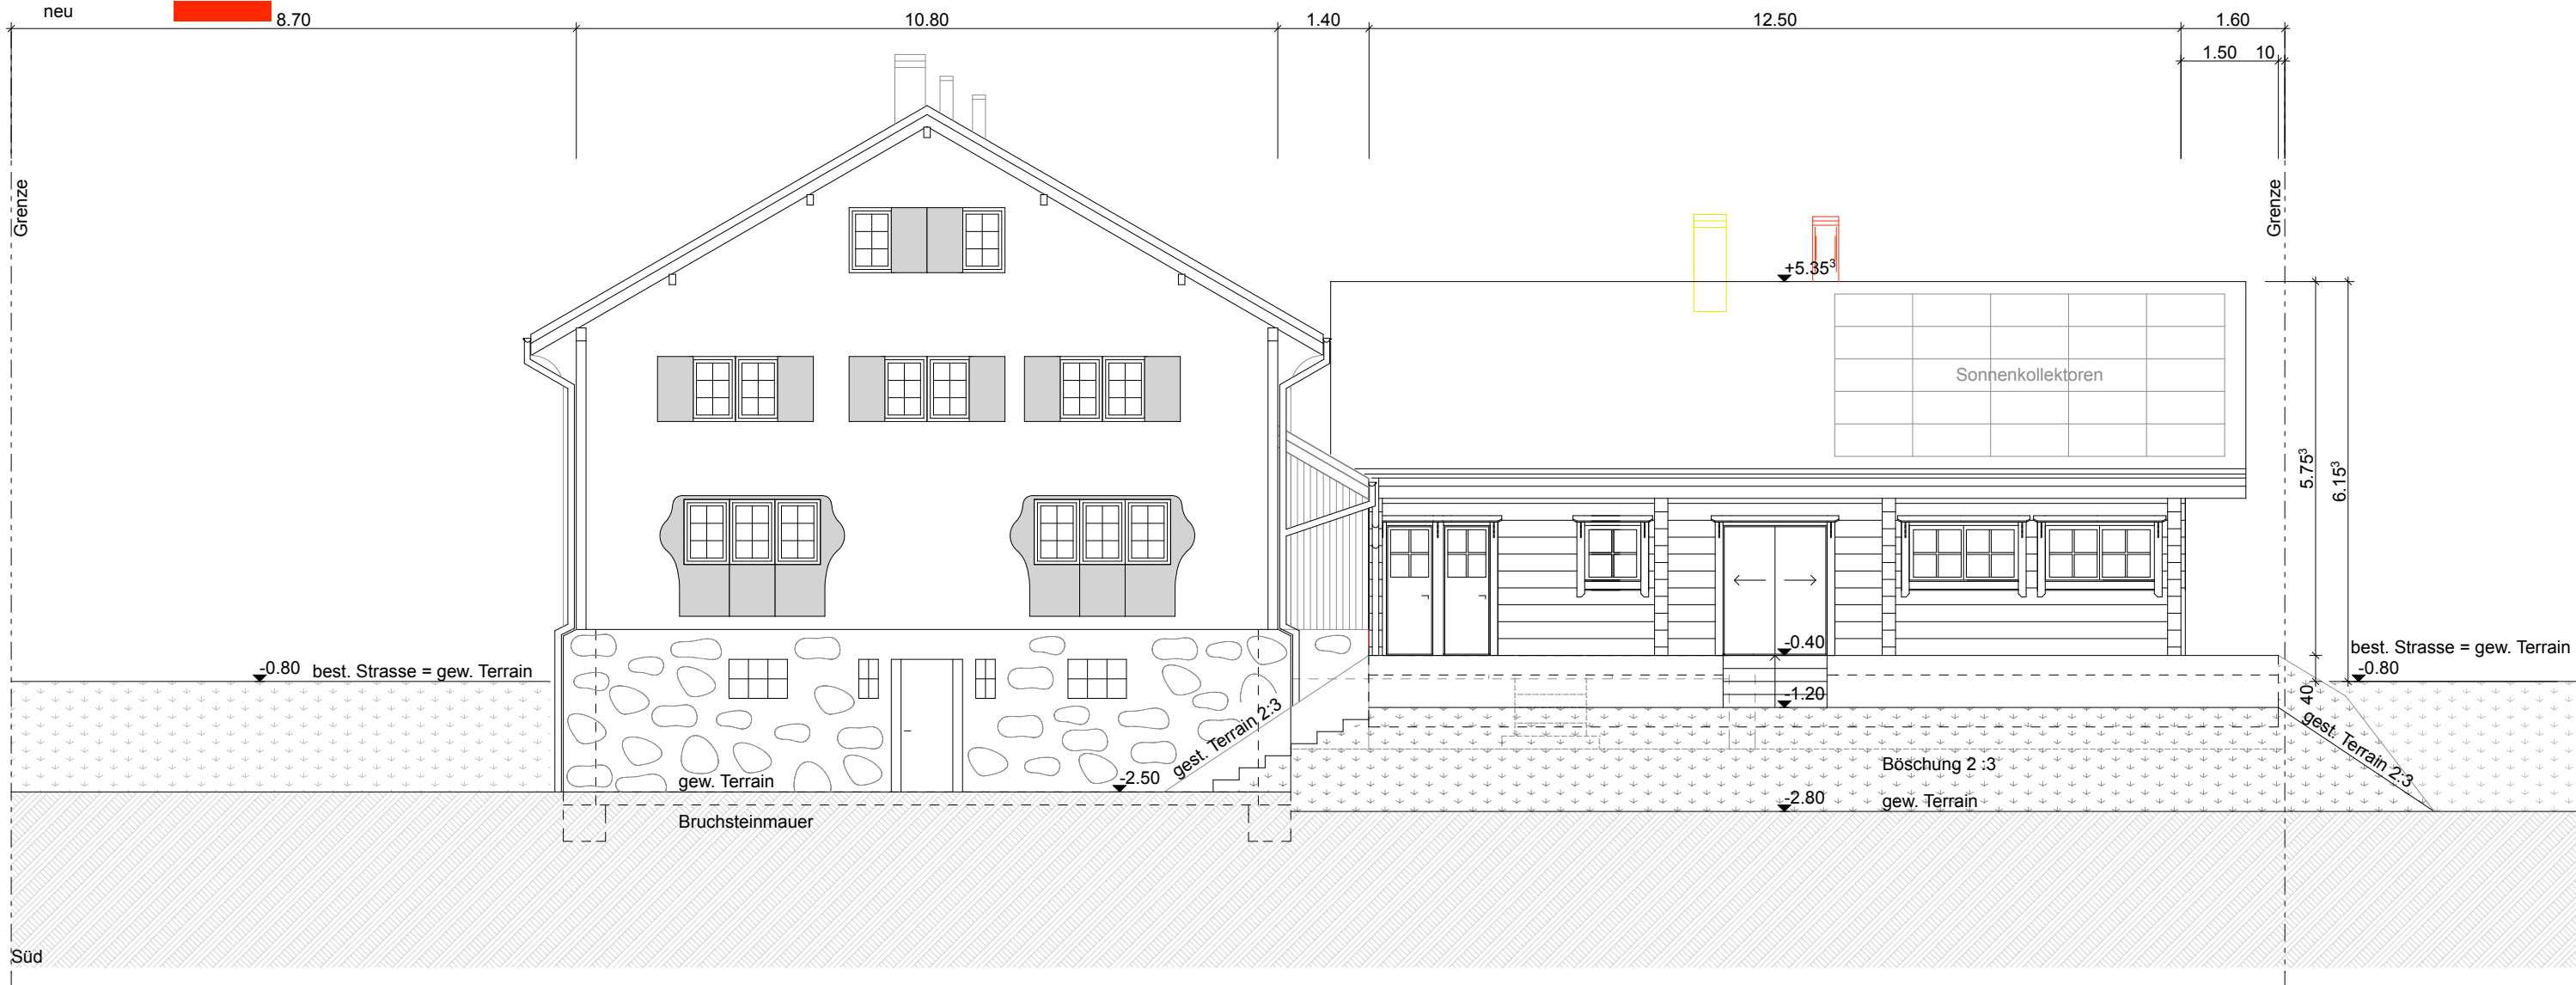 neu
8.70
10.80
1.40
12.50
1.60
1.50 10
Grenze
Grenze
+5.35³
Sonnenkollektoren
5.75³
6.15³
-0.80 best. Strasse = gew. Terrain
-0.40
best. Strasse = gew. Terrain
-0.80
-1.20
40
gest. Terrain 2:3
gest. Terrain 2:3
gew. Terrain
-2.50
Böschung 2 :3
-2.80
gew. Terrain
Bruchsteinmauer
Süd